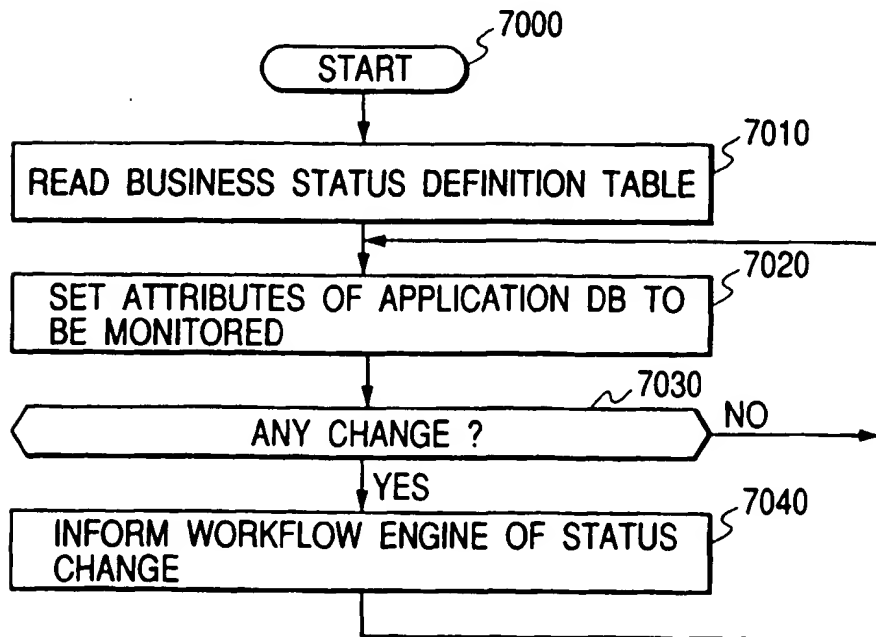 7000
START
7010
READ BUSINESS STATUS DEFINITION TABLE
7020
SET ATTRIBUTES OF APPLICATION DB TO
BE MONITORED
7030
ANY CHANGE ?
NO
YES
7040
INFORM WORKFLOW ENGINE OF STATUS
CHANGE